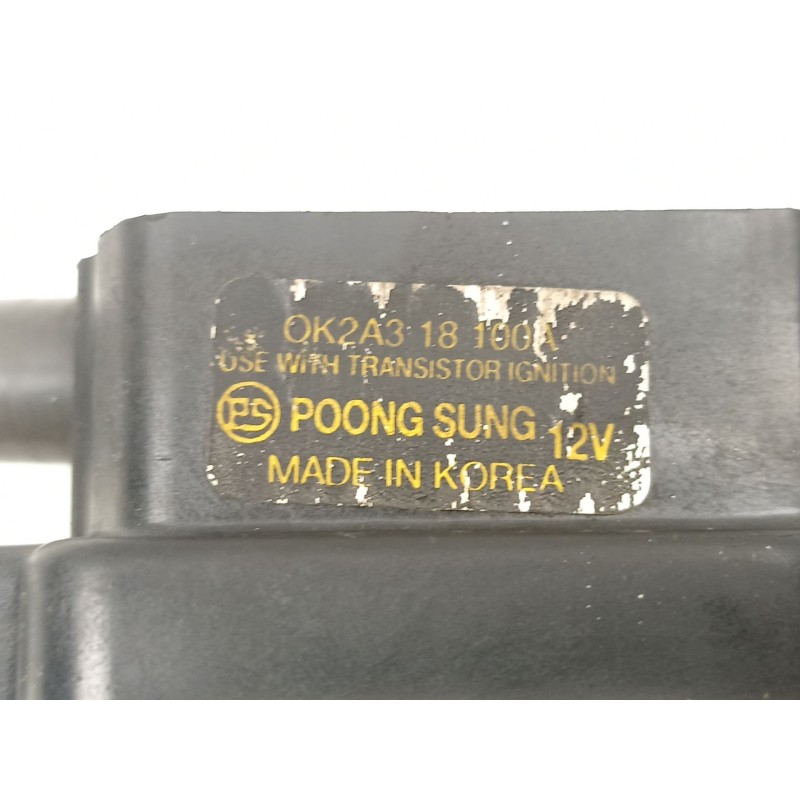 OK2A3 18 100A
USE WITH TRANSISTOR IGNITION
PS POONG SUNG 12V
MADE IN KOREA